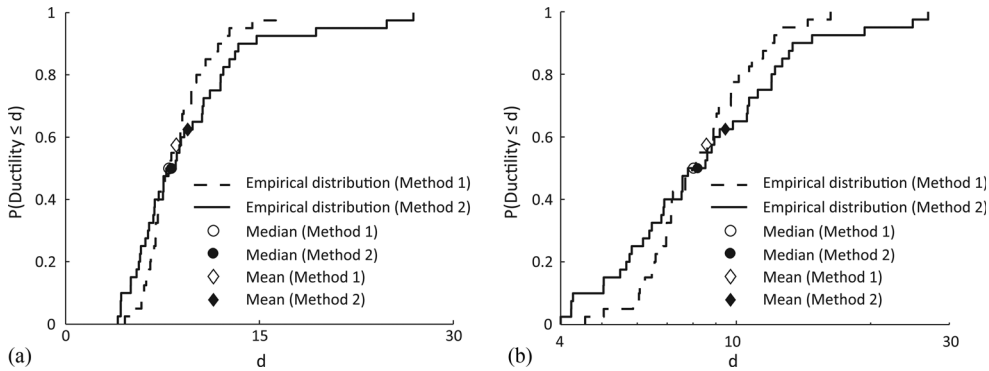 1
0.8
0.6
0.4
0.2
0
P(Ductility ≤ d)
Empirical distribution (Method 1)
Empirical distribution (Method 2)
Median (Method 1)
Median (Method 2)
Mean (Method 1)
Mean (Method 2)
0 15 30
d
(a)
1
0.8
0.6
0.4
0.2
0
P(Ductility ≤ d)
Empirical distribution (Method 1)
Empirical distribution (Method 2)
Median (Method 1)
Median (Method 2)
Mean (Method 1)
Mean (Method 2)
4 10 30
d
(b)